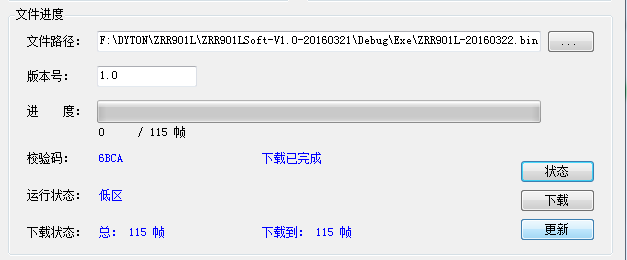 文件进度
文件路径： F:\DYTON\ZRR901L\ZRR901LSoft-V1.0-20160321\Debug\Exe\ZRR901L-20160322.bin ...
版本号： 1.0
进 度：
0 / 115 帧
校验码： 6BCA 下载已完成
状态
运行状态： 低区
下载
下载状态： 总： 115 帧 下载到： 115 帧
更新